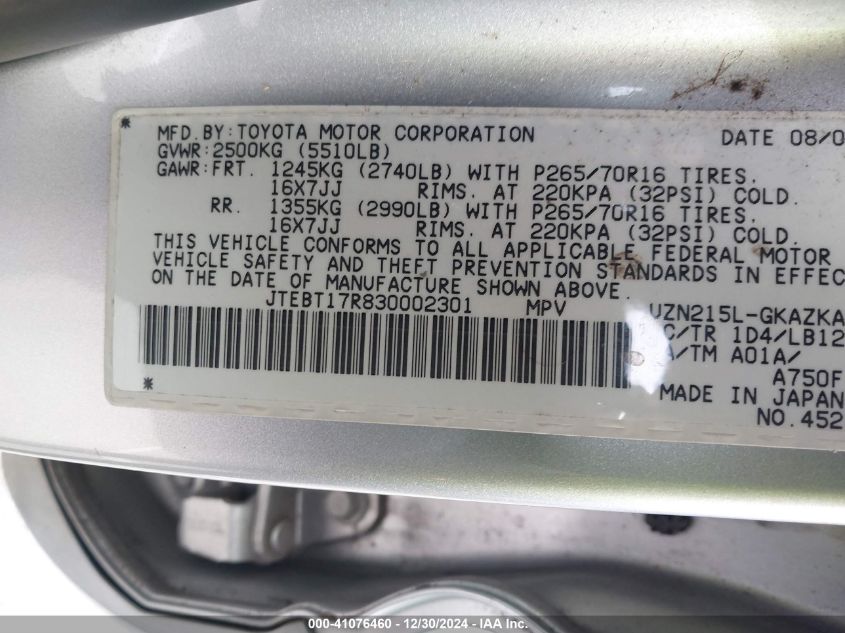 MFD.BY:TOYOTA MOTOR CORPORATION DATE 08/0
GVWR:2500KG (5510LB)
GAWR:FRT. 1245KG (2740LB) WITH P265/70R16 TIRES.
16X7JJ RIMS. AT 220KPA (32PSI) COLD.
RR. 1355KG (2990LB) WITH P265/70R16 TIRES.
16X7JJ RIMS. AT 220KPA (32PSI) COLD.
THIS VEHICLE CONFORMS TO ALL APPLICABLE FEDERAL MOTOR
VEHICLE SAFETY AND THEFT PREVENTION STANDARDS IN EFFEC
ON THE DATE OF MANUFACTURE SHOWN ABOVE.
JTEBT17R830002301 MPV UZN215L-GKAZKA
C/TR 1D4/LB12
A/TM A01A/
A750F
MADE IN JAPAN
NO.452
000-41076460 - 12/30/2024 - IAA Inc.